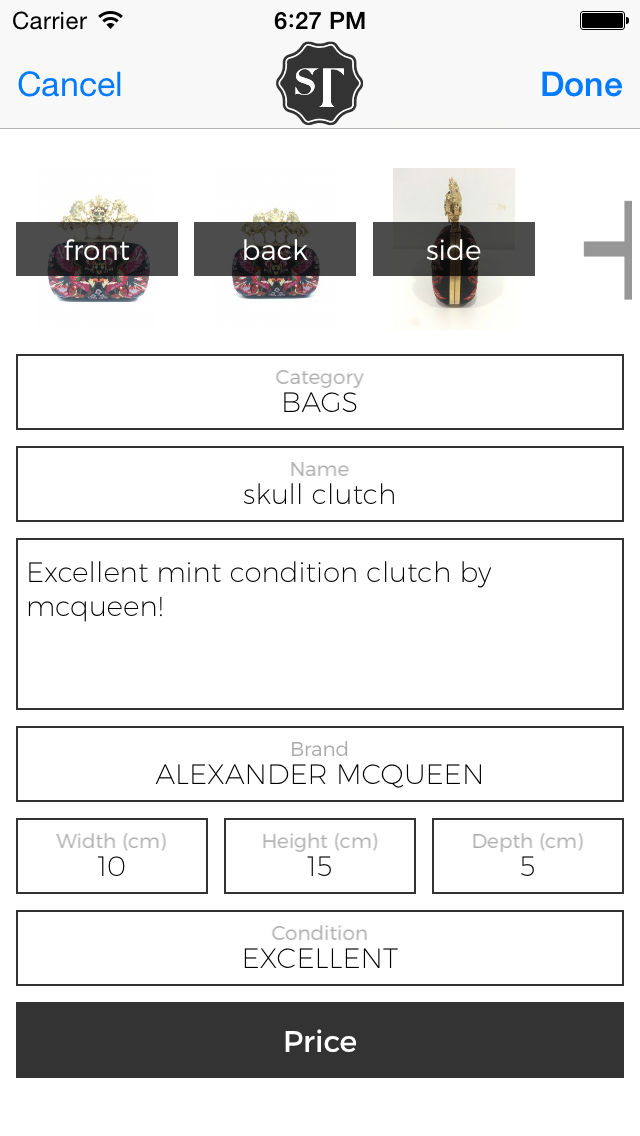 Carrier 6:27 PM
Cancel ST Done
front back side
Category
BAGS
Name
skull clutch
Excellent mint condition clutch by
mcqueen!
Brand
ALEXANDER MCQUEEN
Width (cm) Height (cm) Depth (cm)
10 15 5
Condition
EXCELLENT
Price